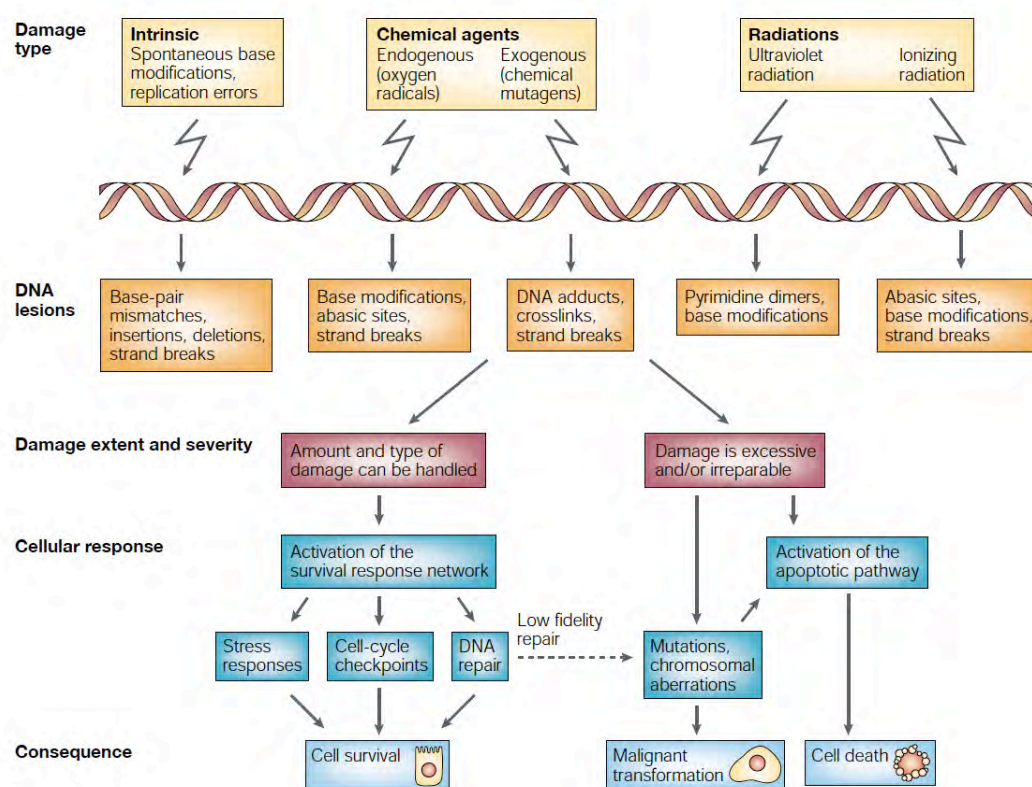 Damage
type
Intrinsic
Spontaneous base
modifications,
replication errors
Chemical agents
Endogenous
(oxygen
radicals)
Exogenous
(chemical
mutagens)
Radiations
Ultraviolet
radiation
Ionizing
radiation
DNA
lesions
Base-pair
mismatches,
insertions, deletions,
strand breaks
Base modifications,
abasic sites,
strand breaks
DNA adducts,
crosslinks,
strand breaks
Pyrimidine dimers,
base modifications
Abasic sites,
base modifications,
strand breaks
Damage extent and severity
Amount and type of
damage can be handled
Damage is excessive
and/or irreparable
Cellular response
Activation of the
survival response network
Activation of the
apoptotic pathway
Stress
responses
Cell-cycle
checkpoints
DNA
repair
Low fidelity
repair
Mutations,
chromosomal
aberrations
Consequence
Cell survival
Malignant
transformation
Cell death